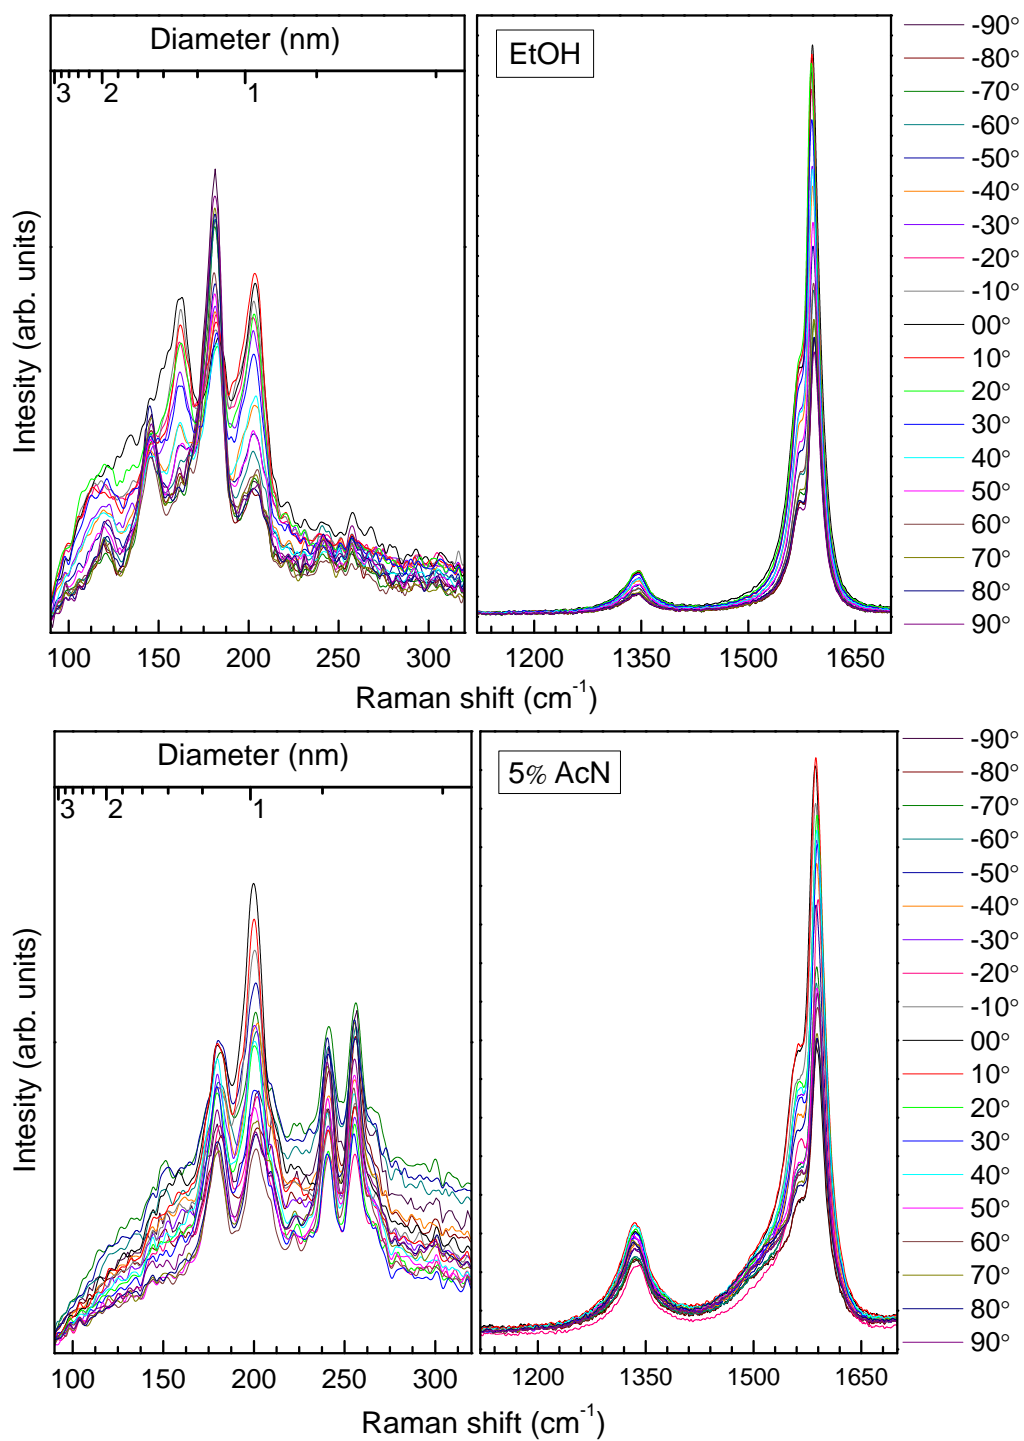 Diameter (nm)
3 2 1
EtOH
Intesity (arb. units)
100 150 200 250 300
1200 1350 1500 1650
Raman shift (cm-1)
-90°
-80°
-70°
-60°
-50°
-40°
-30°
-20°
-10°
00°
10°
20°
30°
40°
50°
60°
70°
80°
90°
Diameter (nm)
3 2 1
5% AcN
Intesity (arb. units)
100 150 200 250 300
1200 1350 1500 1650
Raman shift (cm-1)
-90°
-80°
-70°
-60°
-50°
-40°
-30°
-20°
-10°
00°
10°
20°
30°
40°
50°
60°
70°
80°
90°